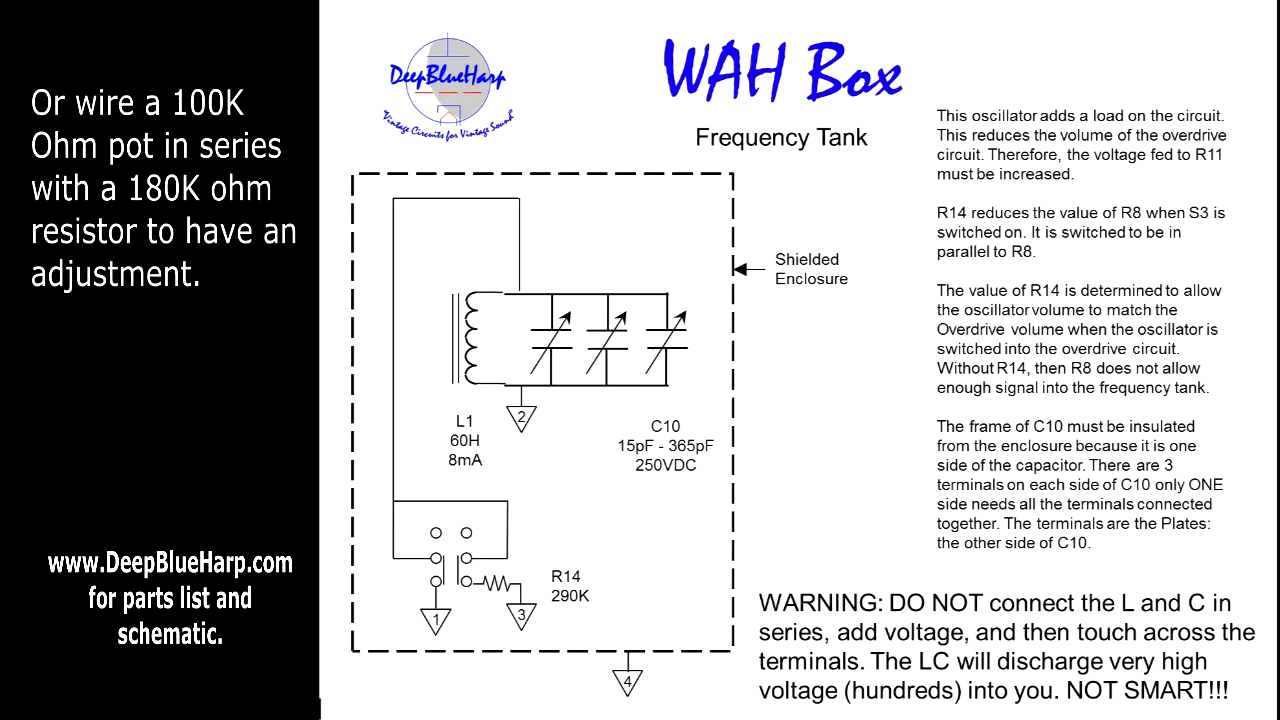 Or wire a 100K
Ohm pot in series
with a 180K ohm
resistor to have an
adjustment.
www.DeepBlueHarp.com
for parts list and
schematic.
DeepBlueHarp
"Vintage Circuits for Vintage Sound"
WAH Box
Frequency Tank
Shielded
Enclosure
L1
60H
8mA
2
C10
15pF - 365pF
250VDC
R14
290K
1
3
4
This oscillator adds a load on the circuit.
This reduces the volume of the overdrive
circuit. Therefore, the voltage fed to R11
must be increased.
R14 reduces the value of R8 when S3 is
switched on. It is switched to be in
parallel to R8.
The value of R14 is determined to allow
the oscillator volume to match the
Overdrive volume when the oscillator is
switched into the overdrive circuit.
Without R14, then R8 does not allow
enough signal into the frequency tank.
The frame of C10 must be insulated
from the enclosure because it is one
side of the capacitor. There are 3
terminals on each side of C10 only ONE
side needs all the terminals connected
together. The terminals are the Plates:
the other side of C10.
WARNING: DO NOT connect the L and C in
series, add voltage, and then touch across the
terminals. The LC will discharge very high
voltage (hundreds) into you. NOT SMART!!!